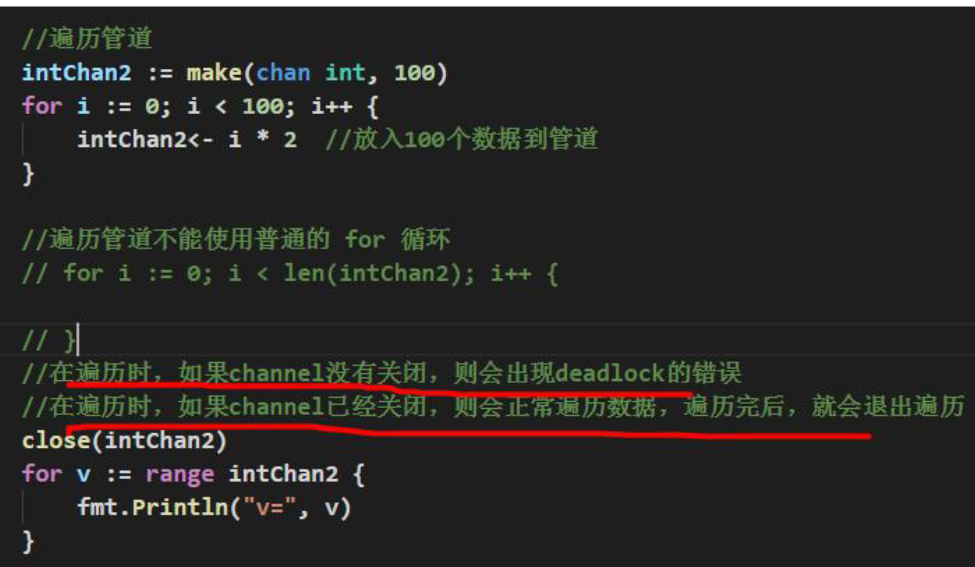 //遍历管道
intChan2 := make(chan int, 100)
for i := 0; i < 100; i++ {
    intChan2<- i * 2  //放入100个数据到管道
}
//遍历管道不能使用普通的 for 循环
// for i := 0; i < len(intChan2); i++ {
// }
//在遍历时，如果channel没有关闭，则会出现deadlock的错误
//在遍历时，如果channel已经关闭，则会正常遍历数据，遍历完后，就会退出遍历
close(intChan2)
for v := range intChan2 {
    fmt.Println("v=", v)
}